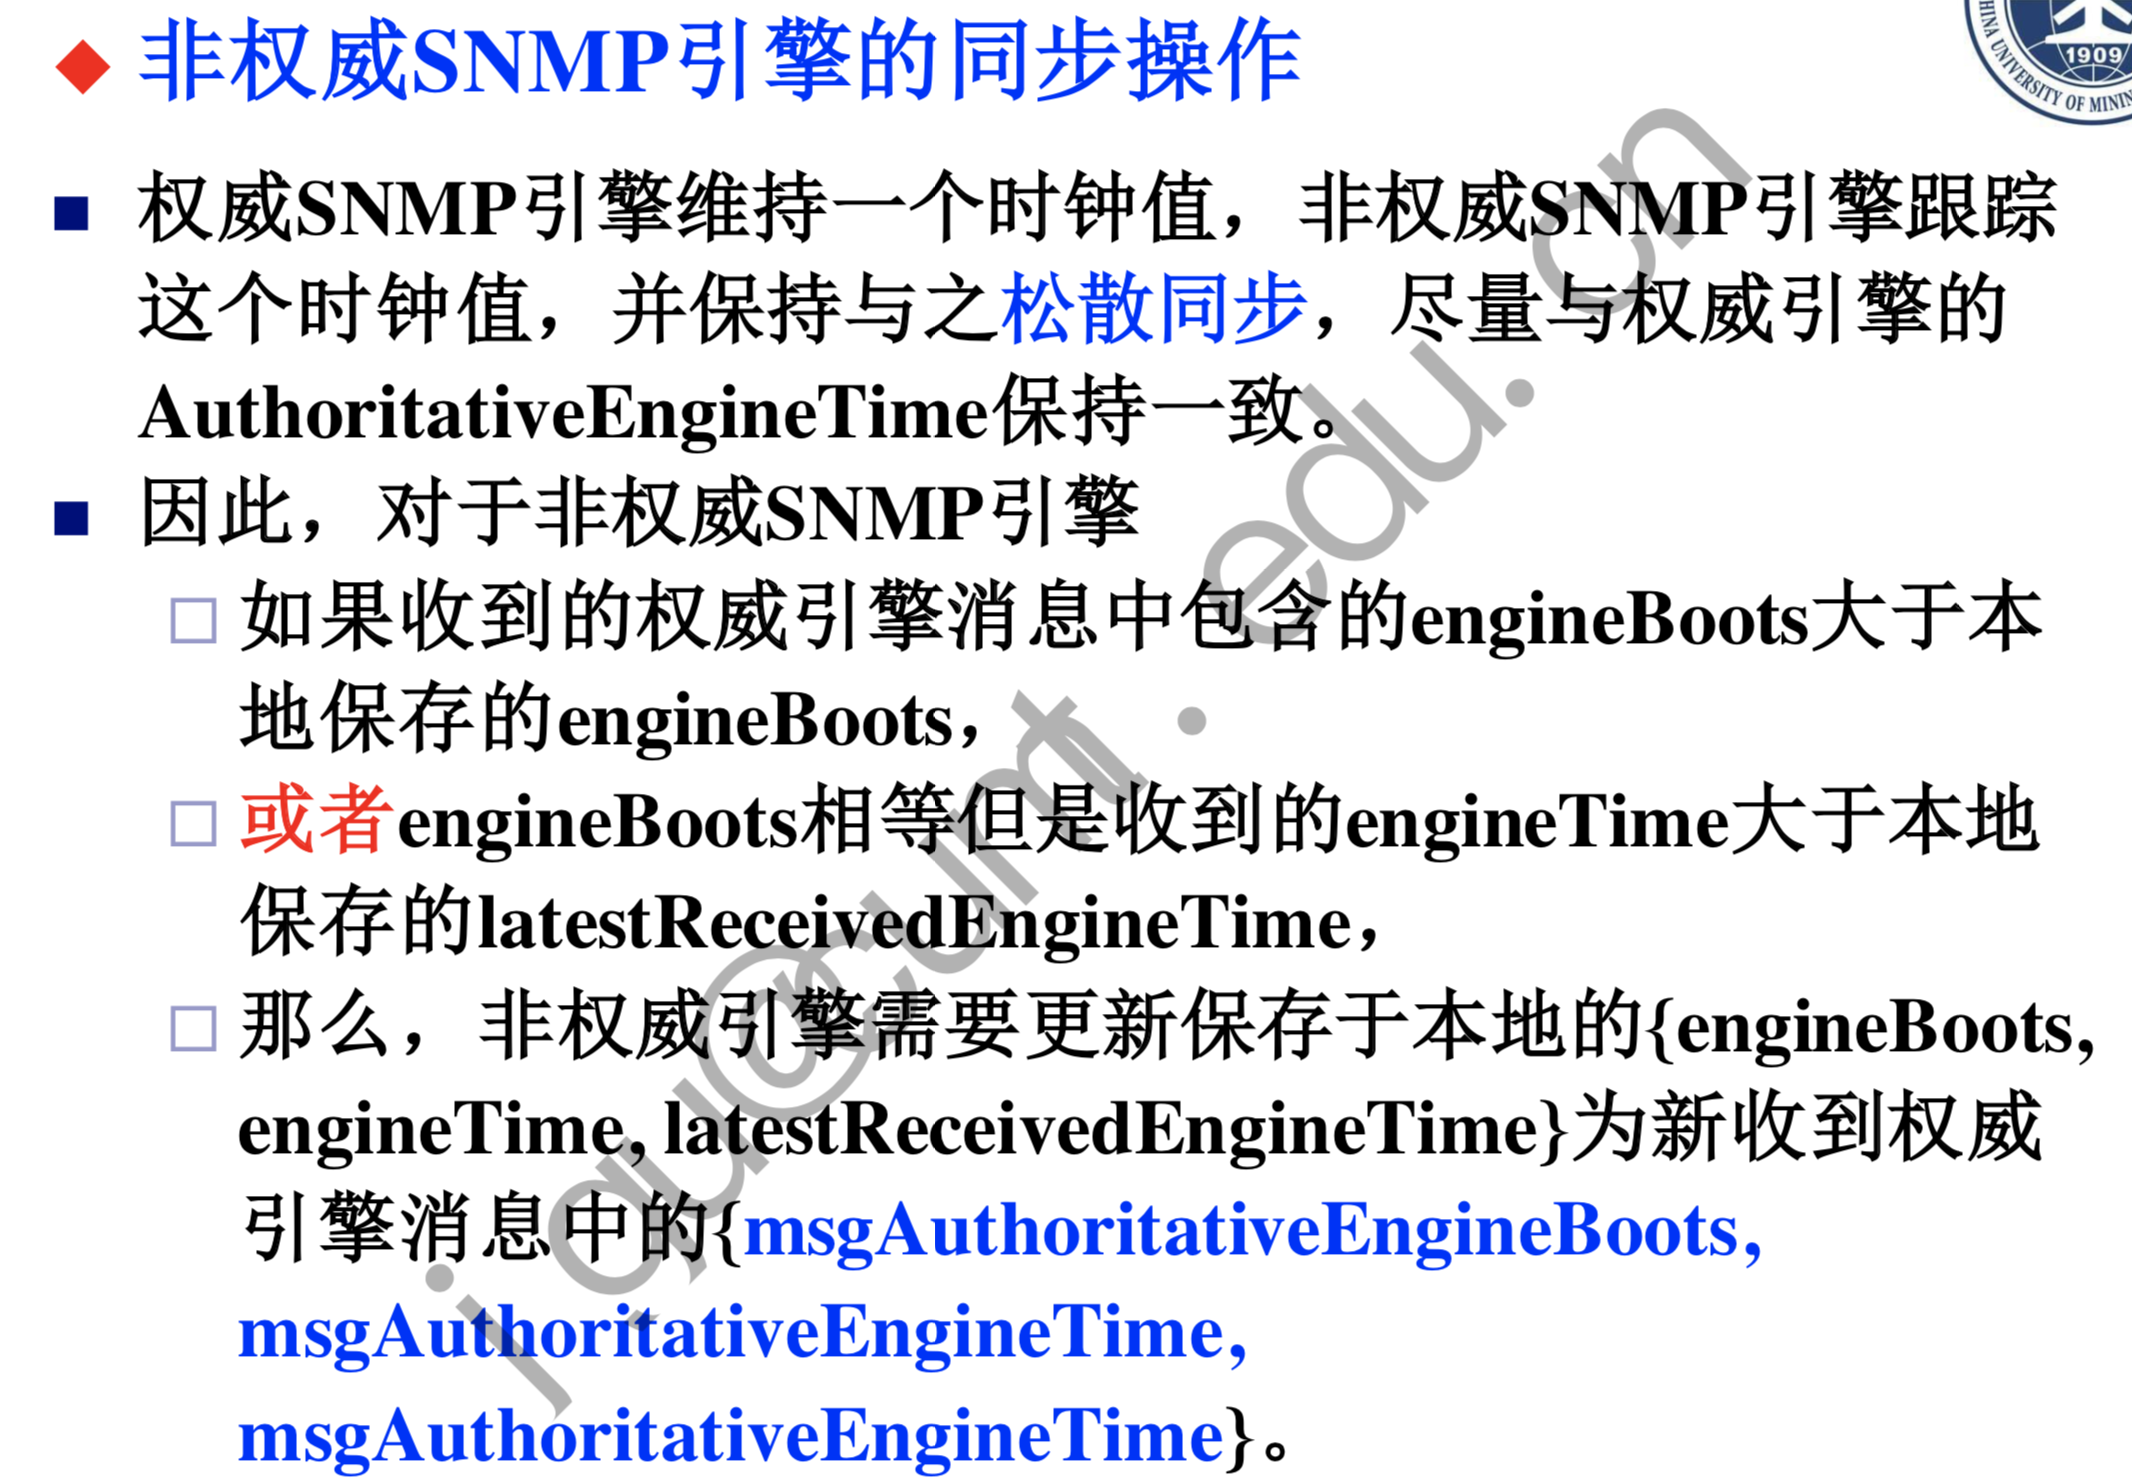 非权威SNMP引擎的同步操作
1909
HINA UNIVERSITY OF MININ
权威SNMP引擎维持一个时钟值，非权威SNMP引擎跟踪
这个时钟值，并保持与之松散同步，尽量与权威引擎的
AuthoritativeEngineTime保持一致。
因此，对于非权威SNMP引擎
如果收到的权威引擎消息中包含的engineBoots大于本
地保存的engineBoots，
或者engineBoots相等但是收到的engineTime大于本地
保存的latestReceivedEngineTime，
那么，非权威引擎需要更新保存于本地的{engineBoots,
engineTime, latestReceivedEngineTime}为新收到权威
引擎消息中的{msgAuthoritativeEngineBoots,
msgAuthoritativeEngineTime,
msgAuthoritativeEngineTime}。
jqu@cumt.edu.cn